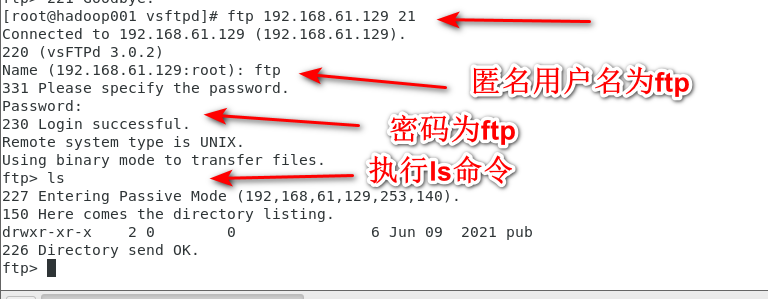 ftp> 221 Goodbye.
[root@hadoop001 vsftpd]# ftp 192.168.61.129 21
Connected to 192.168.61.129 (192.168.61.129).
220 (vsFTPd 3.0.2)
Name (192.168.61.129:root): ftp
匿名用户名为ftp
331 Please specify the password.
Password:
密码为ftp
230 Login successful.
Remote system type is UNIX.
Using binary mode to transfer files.
执行ls命令
ftp> ls
227 Entering Passive Mode (192,168,61,129,253,140).
150 Here comes the directory listing.
drwxr-xr-x    2 0        0               6 Jun 09  2021 pub
226 Directory send OK.
ftp>